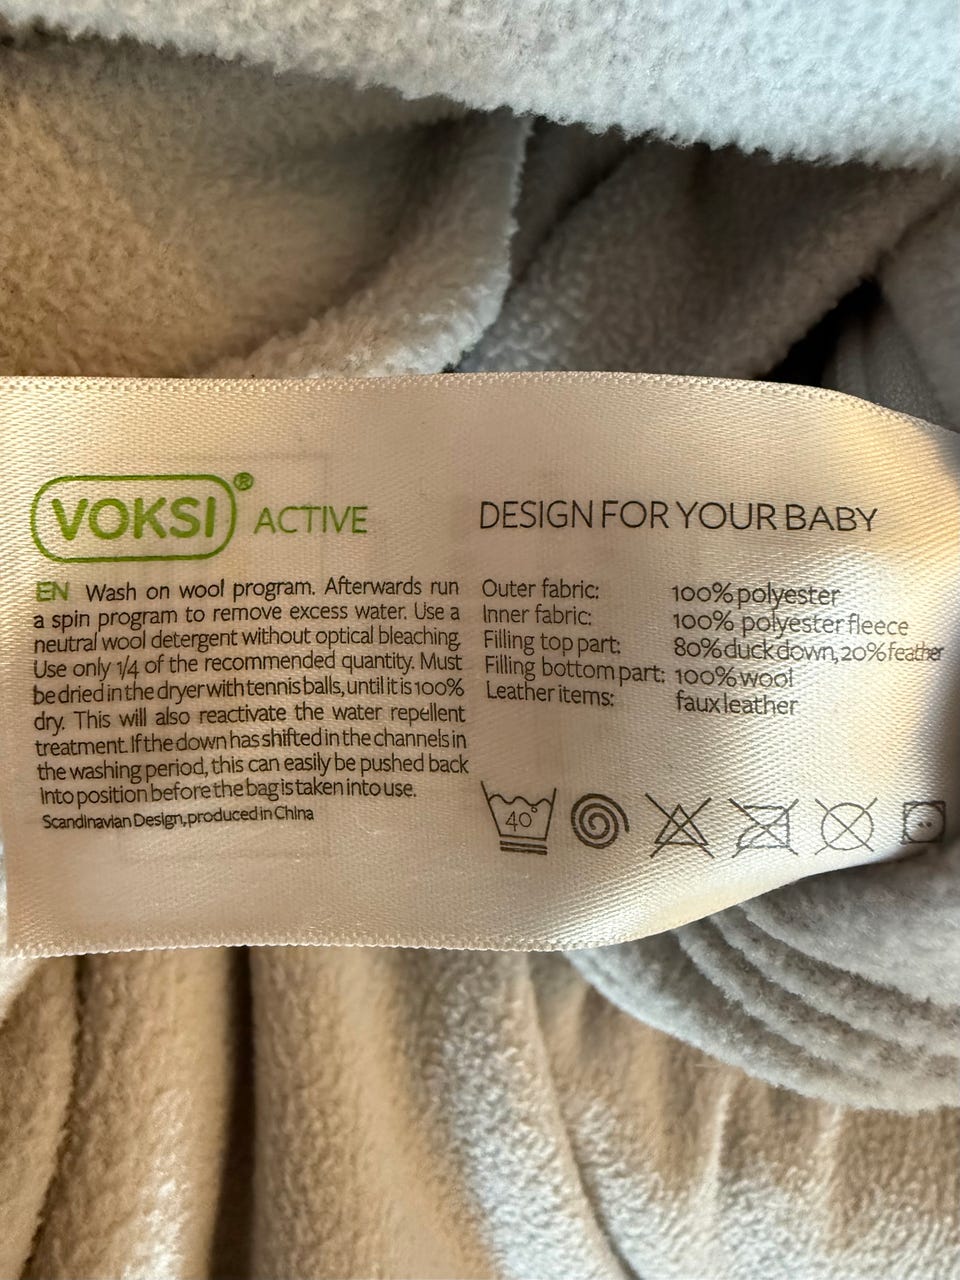 VOKSI® ACTIVE
EN Wash on wool program. Afterwards run
a spin program to remove excess water. Use a
neutral wool detergent without optical bleaching.
Use only 1/4 of the recommended quantity. Must
be dried in the dryer with tennis balls, until it is 100%
dry. This will also reactivate the water repellent
treatment. If the down has shifted in the channels in
the washing period, this can easily be pushed back
into position before the bag is taken into use.
Scandinavian Design, produced in China
DESIGN FOR YOUR BABY
Outer fabric: 100% polyester
Inner fabric: 100% polyester fleece
Filling top part: 80% duck down, 20% feather
Filling bottom part: 100% wool
Leather items: faux leather
40°